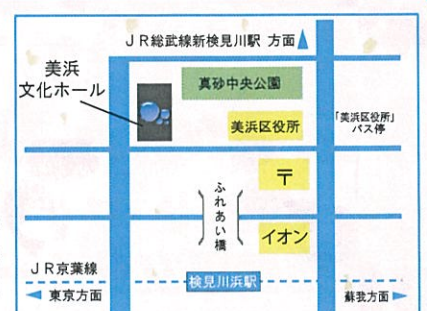 JR総武線新検見川駅 方面
美浜
文化ホール
真砂中央公園
美浜区役所
「美浜区役所」
バス停
〒
ふれあい橋
イオン
JR京葉線
検見川浜駅
東京方面
蘇我方面